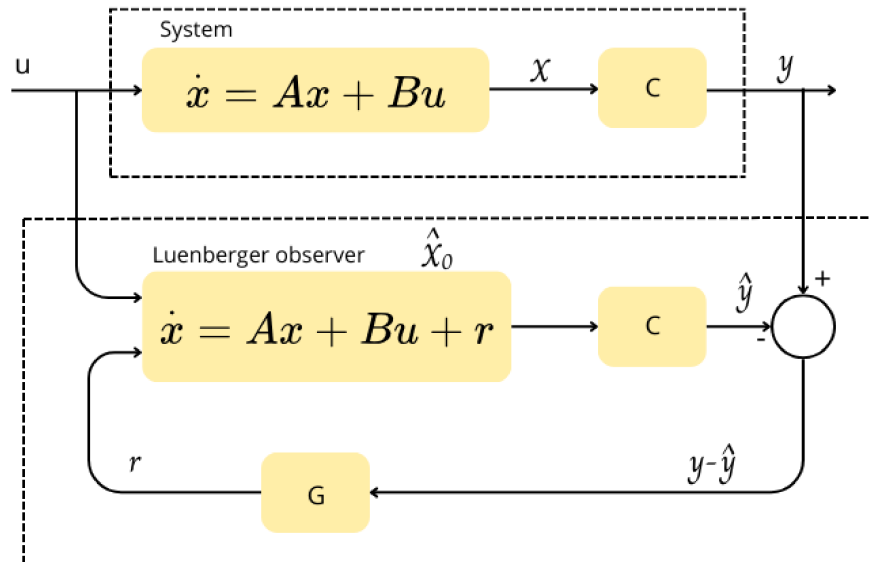 System
u
ẋ = Ax + Bu
x
C
y
Luenberger observer
x̂₀
ẋ = Ax + Bu + r
C
ŷ
+
-
r
G
y-ŷ